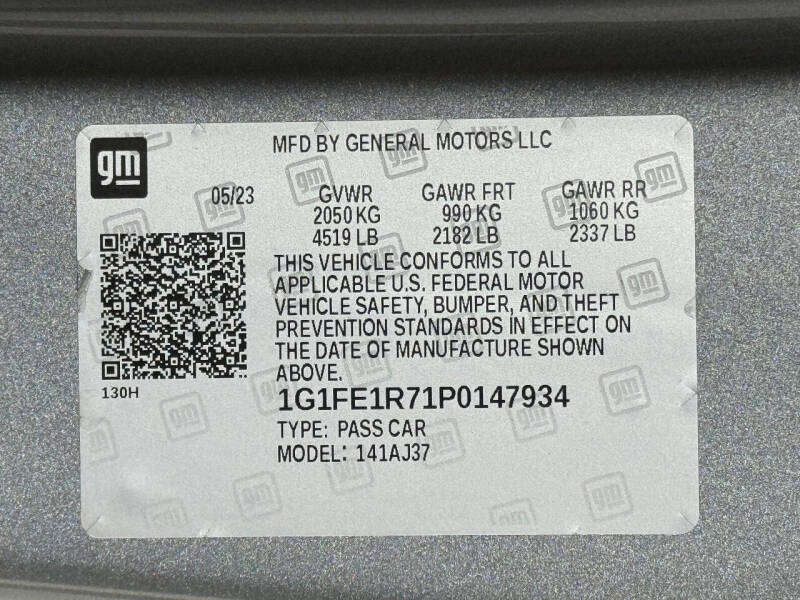 gm
MFD BY GENERAL MOTORS LLC
05/23 GVWR GAWR FRT GAWR RR
2050 KG 990 KG 1060 KG
4519 LB 2182 LB 2337 LB
THIS VEHICLE CONFORMS TO ALL
APPLICABLE U.S. FEDERAL MOTOR
VEHICLE SAFETY, BUMPER, AND THEFT
PREVENTION STANDARDS IN EFFECT ON
THE DATE OF MANUFACTURE SHOWN
ABOVE.
130H
1G1FE1R71P0147934
TYPE: PASS CAR
MODEL: 141AJ37